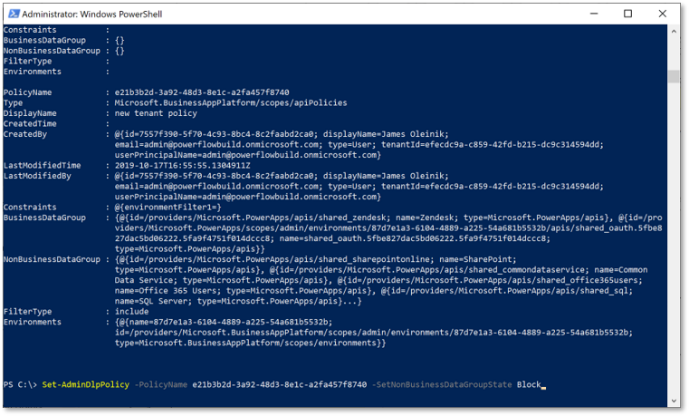 Administrator: Windows PowerShell
Constraints :
BusinessDataGroup : {}
NonBusinessDataGroup : {}
FilterType :
Environments :
PolicyName : e21b3b2d-3a92-48d3-8e1c-a2fa457f8740
Type : Microsoft.BusinessAppPlatform/scopes/apiPolicies
DisplayName : new tenant policy
CreatedTime :
CreatedBy : @{id=7557f390-5f70-4c93-8bc4-8c2faabd2ca0; displayName=James Oleinik;
email=admin@powerflowbuild.onmicrosoft.com; type=User; tenantId=efecdc9a-c859-42fd-b215-dc9c314594dd;
userPrincipalName=admin@powerflowbuild.onmicrosoft.com}
LastModifiedTime : 2019-10-17T16:55:55.1304911Z
LastModifiedBy : @{id=7557f390-5f70-4c93-8bc4-8c2faabd2ca0; displayName=James Oleinik;
email=admin@powerflowbuild.onmicrosoft.com; type=User; tenantId=efecdc9a-c859-42fd-b215-dc9c314594dd;
userPrincipalName=admin@powerflowbuild.onmicrosoft.com}
Constraints : @{environmentFilter1=}
BusinessDataGroup : {@{id=/providers/Microsoft.PowerApps/apis/shared_zendesk; name=Zendesk; type=Microsoft.PowerApps/apis}, @{id=/pro
viders/Microsoft.PowerApps/scopes/admin/environments/87d7e1a3-6104-4889-a225-54a681b5532b/apis/shared_oauth.5fbe8
27dac5bd06222.5fa9f4751f014dccc8; name=shared_oauth.5fbe827dac5bd06222.5fa9f4751f014dccc8;
type=Microsoft.PowerApps/apis}}
NonBusinessDataGroup : {@{id=/providers/Microsoft.PowerApps/apis/shared_sharepointonline; name=SharePoint;
type=Microsoft.PowerApps/apis}, @{id=/providers/Microsoft.PowerApps/apis/shared_commondataservice; name=Common
Data Service; type=Microsoft.PowerApps/apis}, @{id=/providers/Microsoft.PowerApps/apis/shared_office365users;
name=Office 365 Users; type=Microsoft.PowerApps/apis}, @{id=/providers/Microsoft.PowerApps/apis/shared_sql;
name=SQL Server; type=Microsoft.PowerApps/apis}...}
FilterType : include
Environments : {@{name=87d7e1a3-6104-4889-a225-54a681b5532b;
id=/providers/Microsoft.BusinessAppPlatform/scopes/admin/environments/87d7e1a3-6104-4889-a225-54a681b5532b;
type=Microsoft.BusinessAppPlatform/scopes/environments}}
PS C:\> Set-AdminDlpPolicy -PolicyName e21b3b2d-3a92-48d3-8e1c-a2fa457f8740 -SetNonBusinessDataGroupState Block